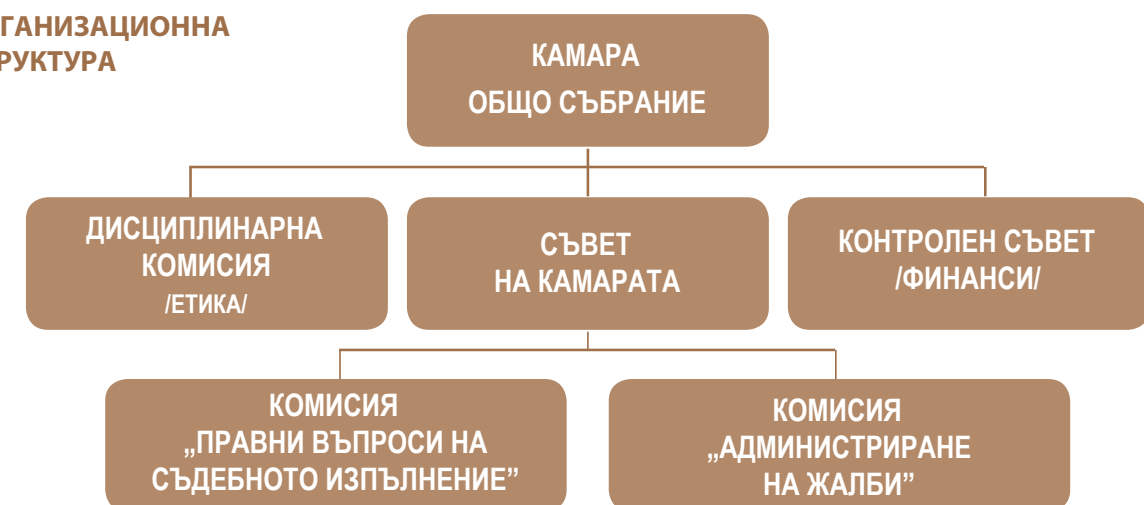 ГАНИЗАЦИОННА
РУКТУРА
КАМАРА
ОБЩО СЪБРАНИЕ
ДИСЦИПЛИНАРНА
КОМИСИЯ
/ЕТИКА/
СЪВЕТ
НА КАМАРАТА
КОНТРОЛЕН СЪВЕТ
/ФИНАНСИ/
КОМИСИЯ
„ПРАВНИ ВЪПРОСИ НА
СЪДЕБНОТО ИЗПЪЛНЕНИЕ”
КОМИСИЯ
„АДМИНИСТРИРАНЕ
НА ЖАЛБИ”